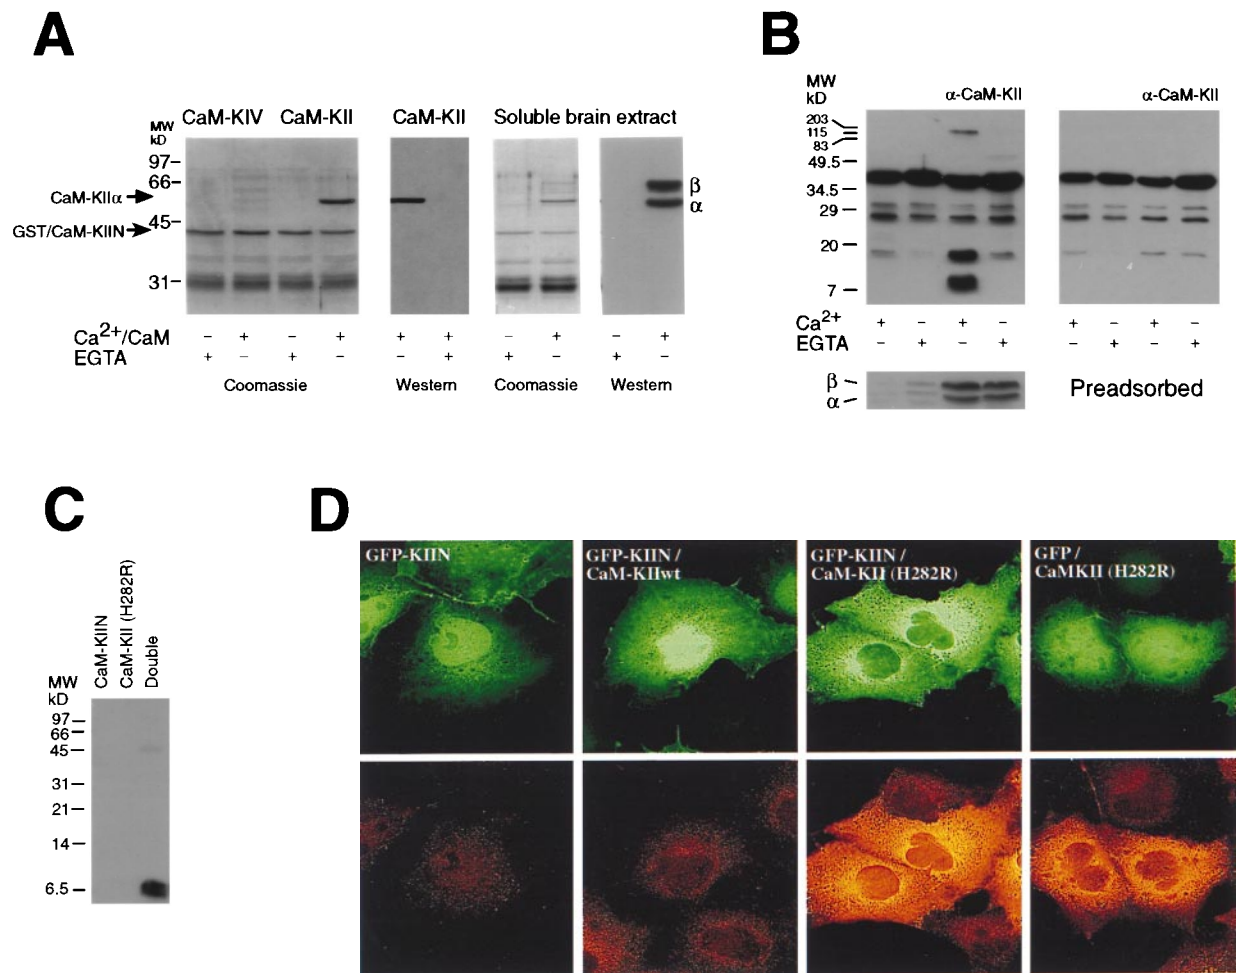 A
CaM-KIV CaM-KII CaM-KII Soluble brain extract
MW
kD
97
66
CaM-KIIα
45
GST/CaM-KIIN
31
β
α
Ca2+/CaM − + − + + + − +
EGTA + − + − − + + −
Coomassie Western Coomassie Western
B
MW
kD
α-CaM-KII α-CaM-KII
203
115
83
49.5
34.5
29
20
7
Ca2+ + − + − + − + −
EGTA − + − + − + − +
β
α
Preadsorbed
C
CaM-KIIN
CaM-KII (H282R)
Double
MW
kD
97
66
45
31
21
14
6.5
D
GFP-KIIN
GFP-KIIN /
CaM-KIIwt
GFP-KIIN /
CaM-KII (H282R)
GFP /
CaMKII (H282R)